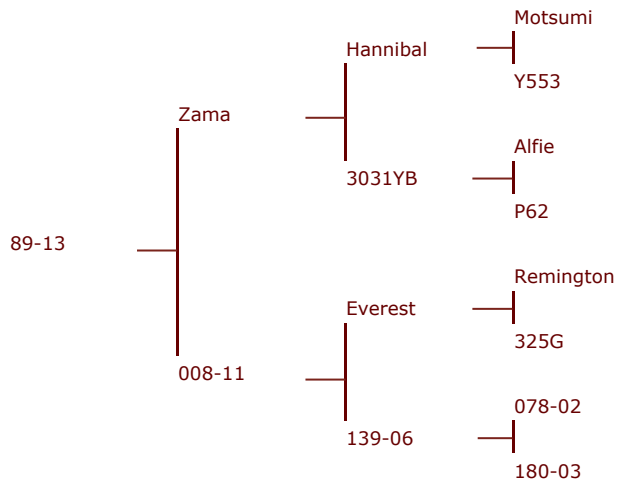 Motsumi
Hannibal
Y553
Zama
Alfie
3031YB
P62
89-13
Remington
Everest
325G
008-11
078-02
139-06
180-03